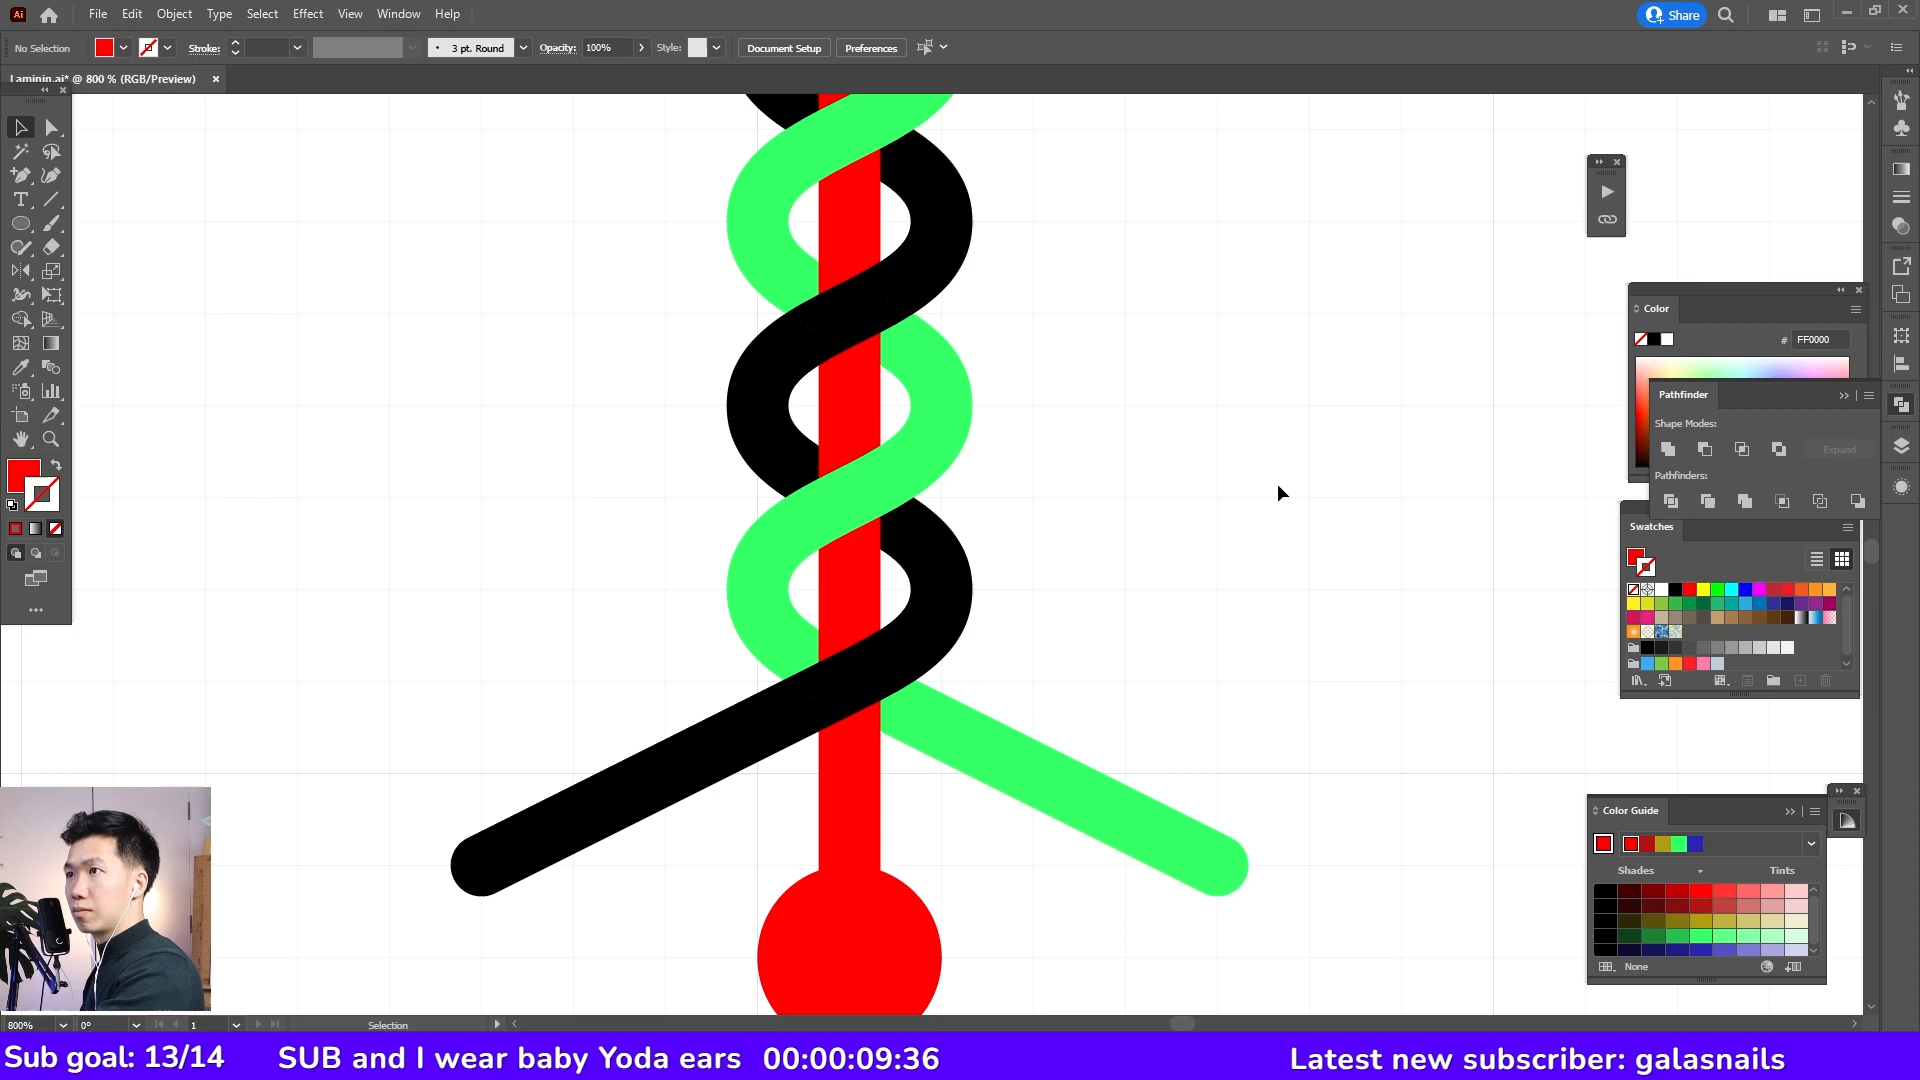 Ai File Edit Object Type Select Effect View Window Help Share
No Selection Stroke: 3 pt. Round Opacity: 100% Style: Document Setup Preferences
Laminin.ai* @ 800 % (RGB/Preview)
Color
# FF0000
Pathfinder
Shape Modes:
Expand
Pathfinders:
Swatches
Color Guide
Shades Tints
None
800% 0° 1 Selection
Sub goal: 13/14 SUB and I wear baby Yoda ears 00:00:09:36 Latest new subscriber: galasnails